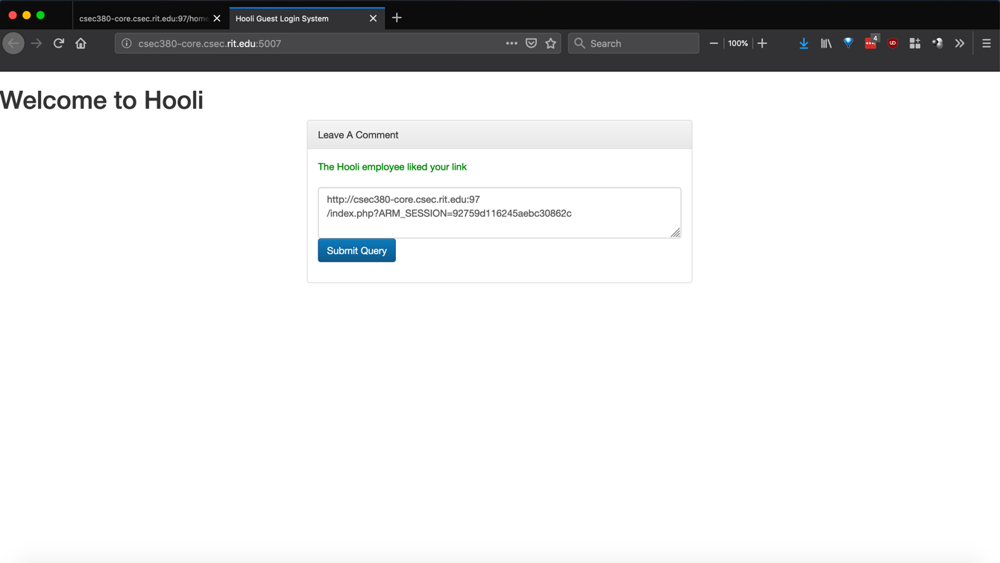 csec380-core.csec.rit.edu:97/home
Hooli Guest Login System
csec380-core.csec.rit.edu:5007
Search
100%
4
UD
Welcome to Hooli
Leave A Comment
The Hooli employee liked your link
http://csec380-core.csec.rit.edu:97
/index.php?ARM_SESSION=92759d116245aebc30862c
Submit Query